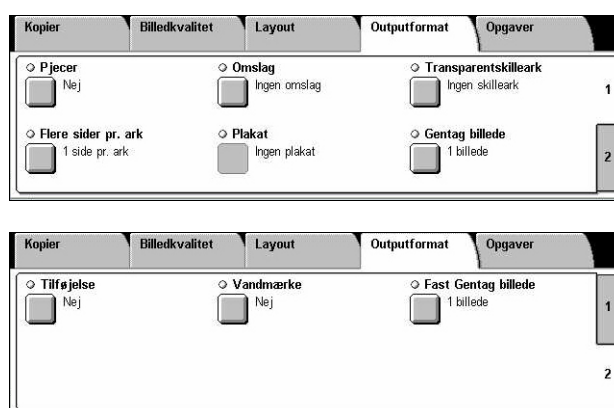 Kopier Billedkvalitet Layout Outputformat Opgaver
Pjecer Omslag Transparentskilleark
Nej Ingen omslag Ingen skilleark
1
Flere sider pr. ark Plakat Gentag billede
1 side pr. ark Ingen plakat 1 billede
2
Kopier Billedkvalitet Layout Outputformat Opgaver
Tilføjelse Vandmærke Fast Gentag billede
Nej Nej 1 billede
1
2